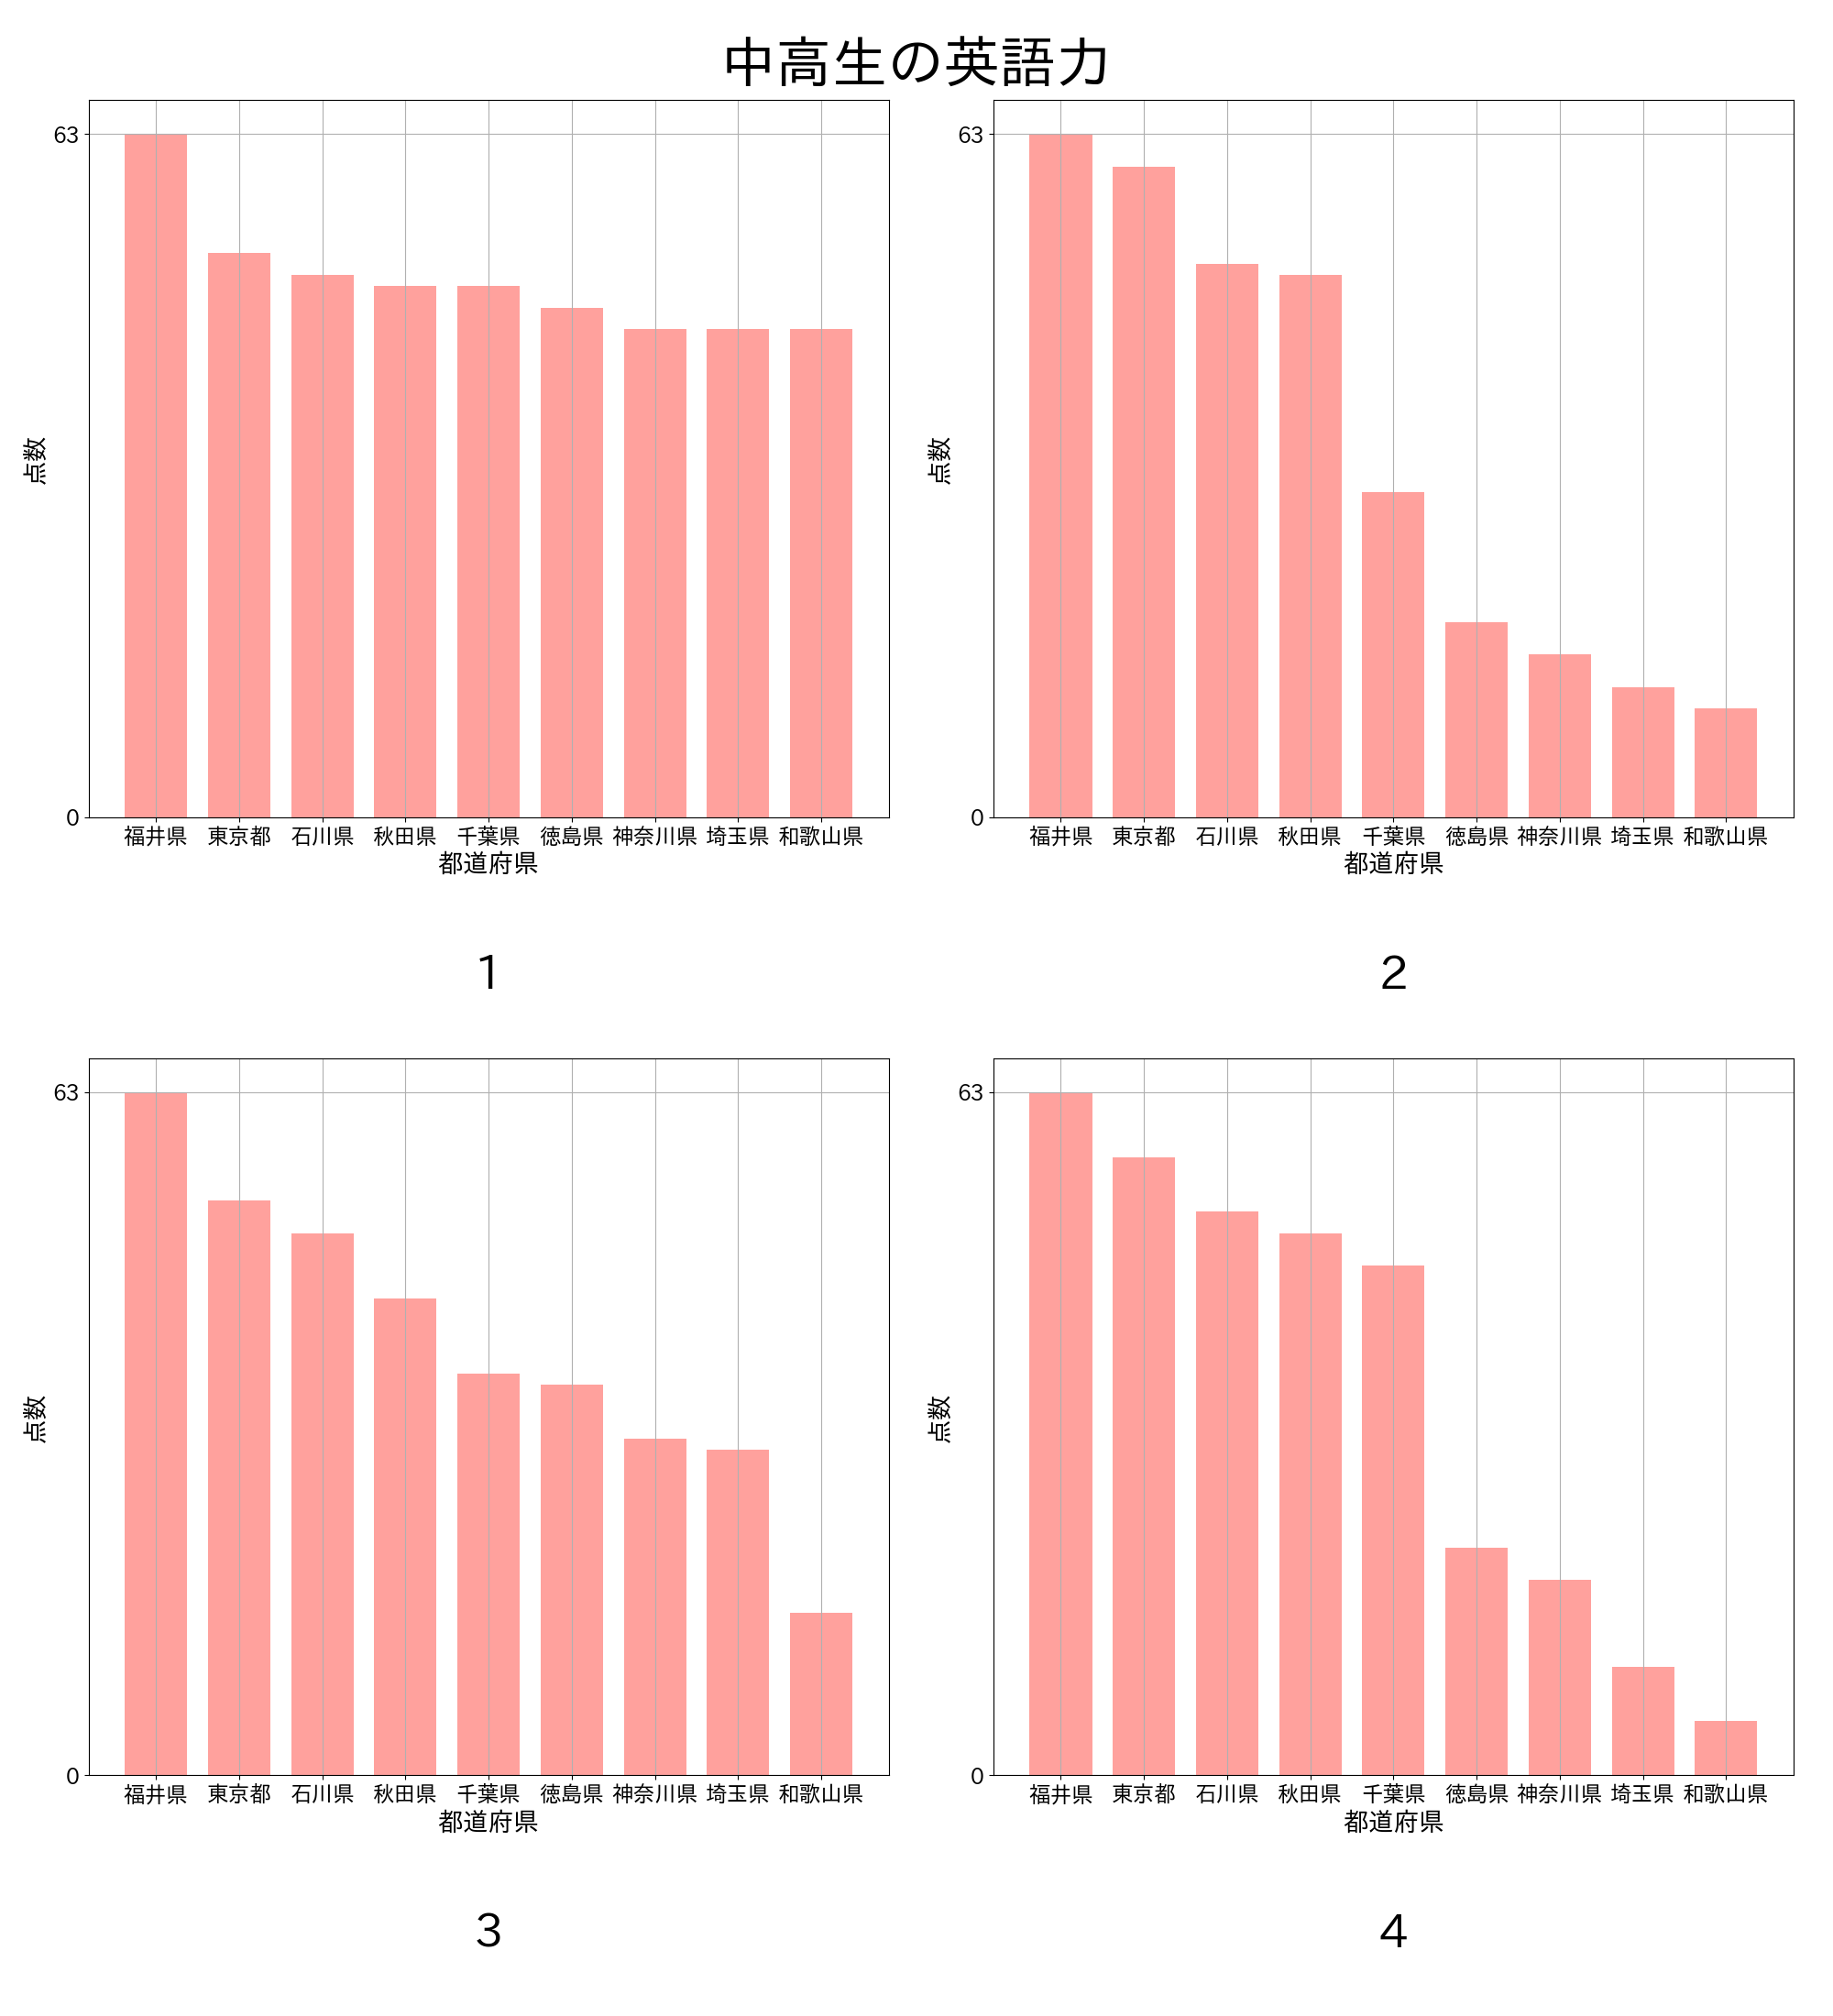 中高生の英語力
63
0
点数
福井県 東京都 石川県 秋田県 千葉県 徳島県 神奈川県 埼玉県 和歌山県
都道府県
1
63
0
点数
福井県 東京都 石川県 秋田県 千葉県 徳島県 神奈川県 埼玉県 和歌山県
都道府県
2
63
0
点数
福井県 東京都 石川県 秋田県 千葉県 徳島県 神奈川県 埼玉県 和歌山県
都道府県
3
63
0
点数
福井県 東京都 石川県 秋田県 千葉県 徳島県 神奈川県 埼玉県 和歌山県
都道府県
4